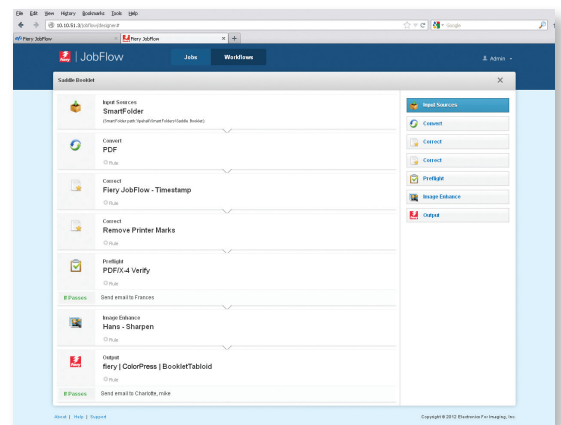 File Edit View History Bookmarks Tools Help
10.10.51.3/jobflow/designer#
Google
Fiery JobFlow
Fiery JobFlow
JobFlow
Jobs
Workflows
Admin
Saddle Booklet
Input Sources
SmartFolder
Convert
PDF
Rule
Correct
Fiery JobFlow - Timestamp
Rule
Correct
Remove Printer Marks
Rule
Preflight
PDF/X-4 Verify
Rule
If Passes
Send email to Frances
Image Enhance
Hans - Sharpen
Rule
Output
fiery | ColorPress | BookletTabloid
Rule
If Passes
Send email to Charlotte, mike
Input Sources
Convert
Correct
Correct
Preflight
Image Enhance
Output
About | Help | Support
Copyright © 2012 Electronics For Imaging, Inc